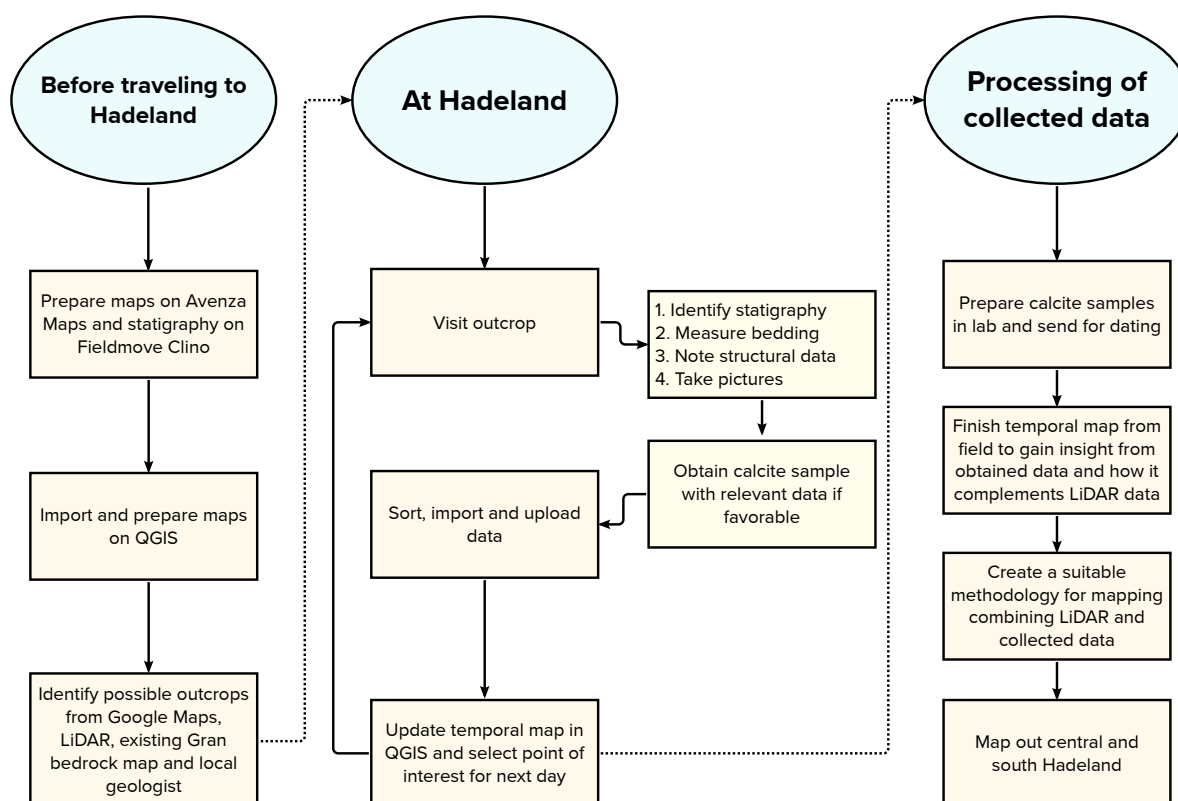 Before traveling to
Hadeland
Prepare maps on Avenza
Maps and statigraphy on
Fieldmove Clino
Import and prepare maps
on QGIS
Identify possible outcrops
from Google Maps,
LiDAR, existing Gran
bedrock map and local
geologist
At Hadeland
Visit outcrop
1. Identify statigraphy
2. Measure bedding
3. Note structural data
4. Take pictures
Obtain calcite sample
with relevant data if
favorable
Sort, import and upload
data
Update temporal map in
QGIS and select point of
interest for next day
Processing of
collected data
Prepare calcite samples
in lab and send for dating
Finish temporal map from
field to gain insight from
obtained data and how it
complements LiDAR data
Create a suitable
methodology for mapping
combining LiDAR and
collected data
Map out central and
south Hadeland